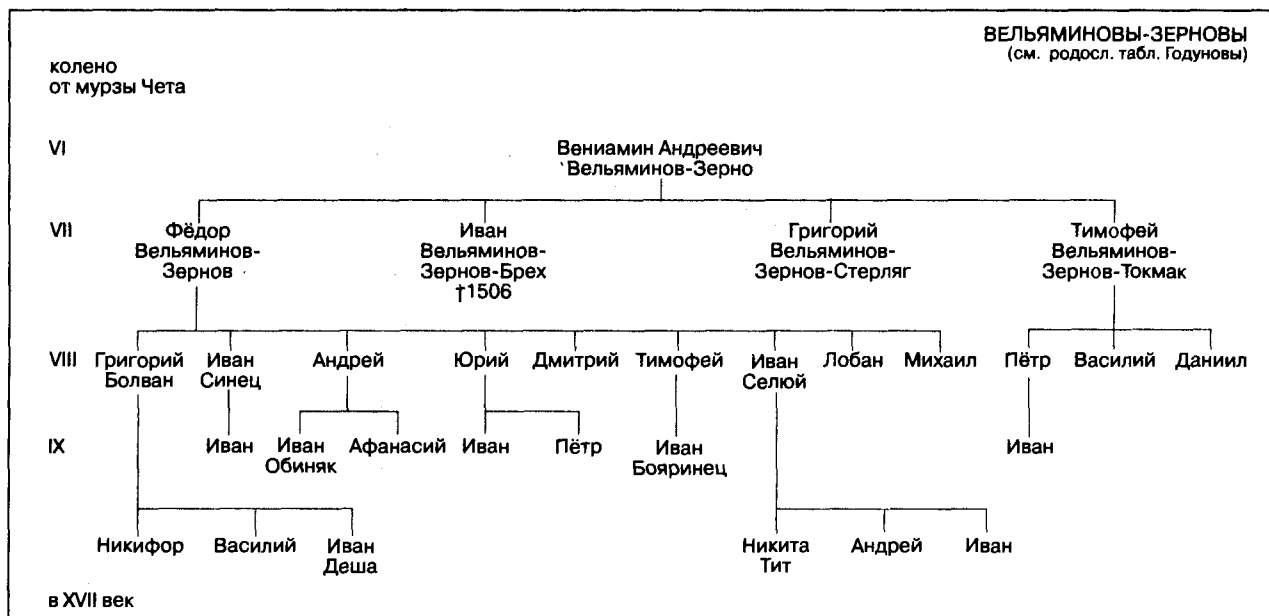 ВЕЛЬЯМИНОВЫ-ЗЕРНОВЫ
(см. родосл. табл. Годуновы)
колено
от мурзы Чета
VI
Вениамин Андреевич
Вельяминов-Зерно
VII
Фёдор
Вельяминов-
Зернов
Иван
Вельяминов-
Зернов-Брех
†1506
Григорий
Вельяминов-
Зернов-Стерляг
Тимофей
Вельяминов-
Зернов-Токмак
VIII
Григорий
Болван
Иван
Синец
Андрей
Юрий
Дмитрий
Тимофей
Иван
Селюй
Лобан
Михаил
Пётр
Василий
Даниил
IX
Иван
Иван
Обиняк
Афанасий
Иван
Пётр
Иван
Бояринец
Иван
Никифор
Василий
Иван
Деша
Никита
Тит
Андрей
Иван
в XVII век